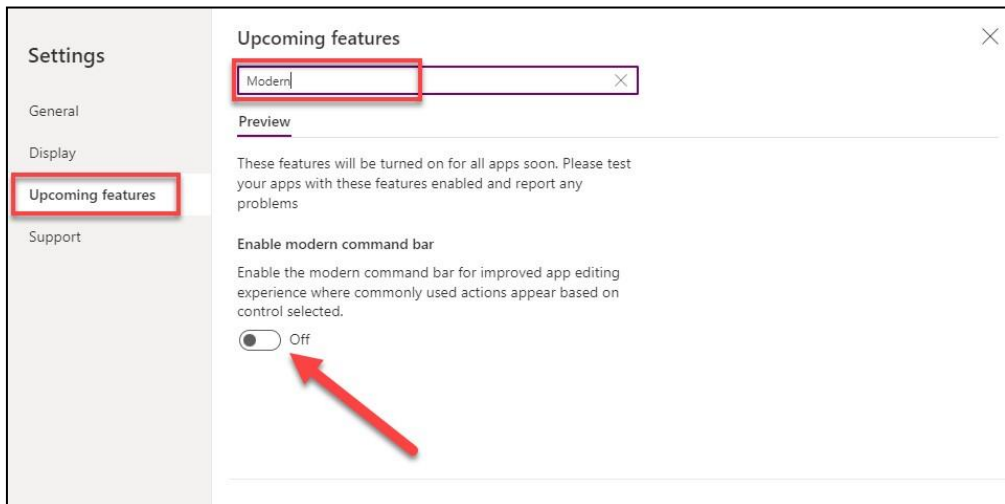 Settings
General
Display
Upcoming features
Support
Upcoming features
Modern
Preview
These features will be turned on for all apps soon. Please test
your apps with these features enabled and report any
problems
Enable modern command bar
Enable the modern command bar for improved app editing
experience where commonly used actions appear based on
control selected.
Off